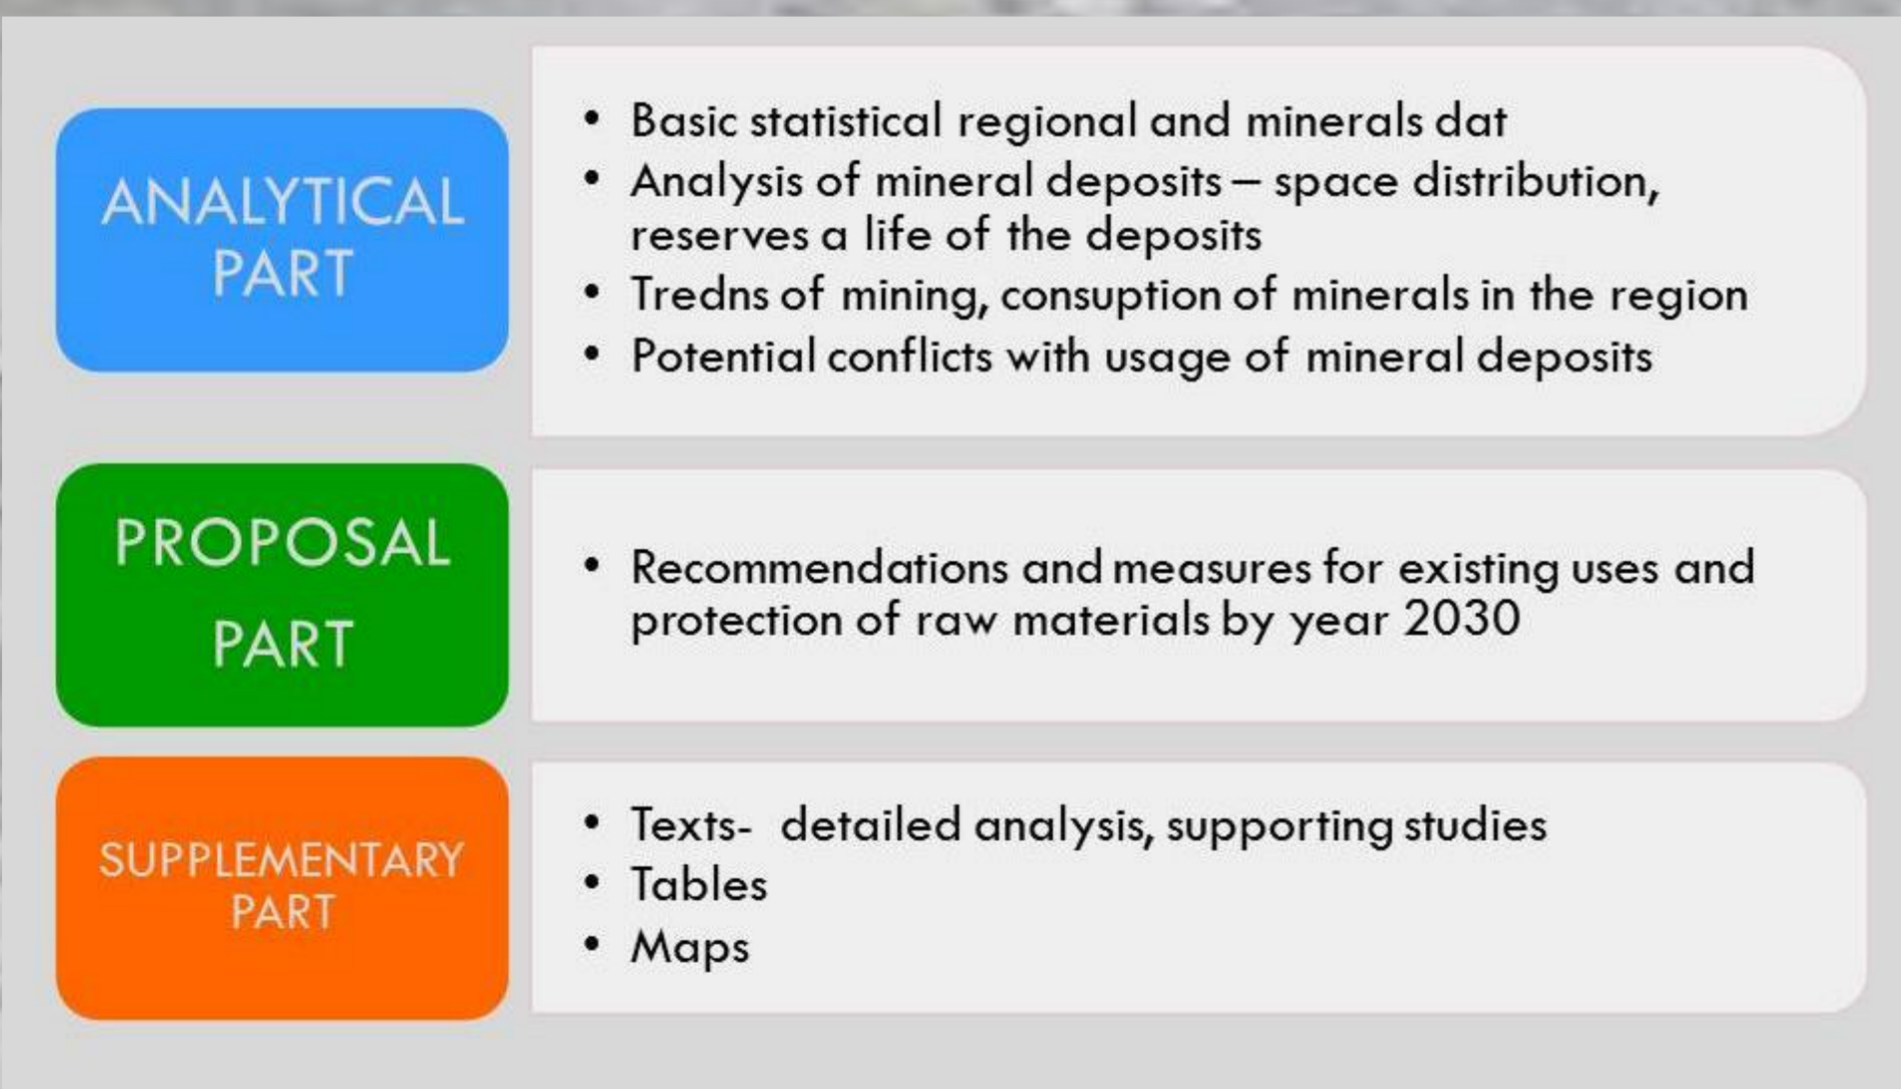 ANALYTICAL
PART
• Basic statistical regional and minerals dat
• Analysis of mineral deposits – space distribution,
reserves a life of the deposits
• Tredns of mining, consuption of minerals in the region
• Potential conflicts with usage of mineral deposits
PROPOSAL
PART
• Recommendations and measures for existing uses and
protection of raw materials by year 2030
SUPPLEMENTARY
PART
• Texts-  detailed analysis, supporting studies
• Tables
• Maps